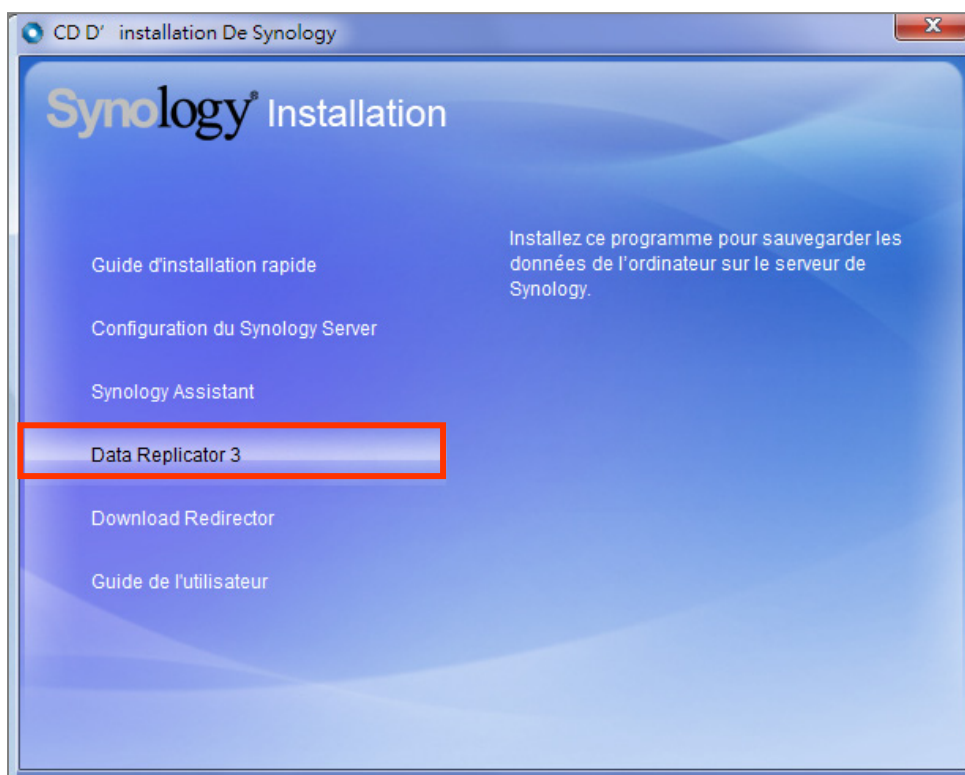 CD D’ installation De Synology
Synology® Installation
Guide d'installation rapide
Configuration du Synology Server
Synology Assistant
Data Replicator 3
Download Redirector
Guide de l'utilisateur
Installez ce programme pour sauvegarder les
données de l'ordinateur sur le serveur de
Synology.